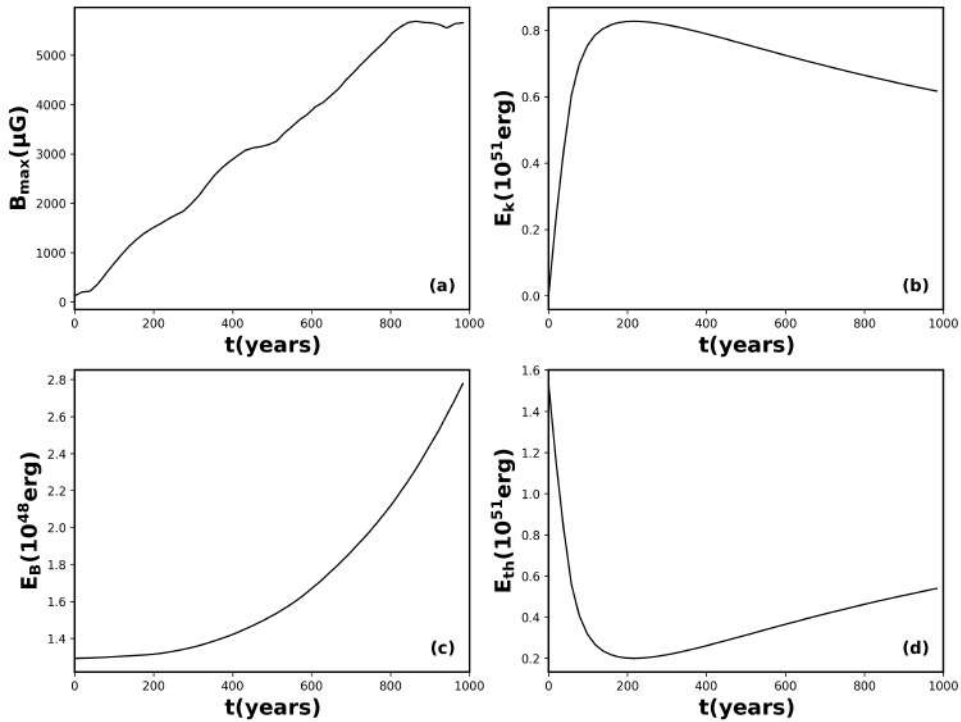 B_max(μG)
5000
4000
3000
2000
1000
0
(a)
0 200 400 600 800 1000
t(years)
E_k(10^51erg)
0.8
0.6
0.4
0.2
0.0
(b)
0 200 400 600 800 1000
t(years)
E_B(10^48erg)
2.8
2.6
2.4
2.2
2.0
1.8
1.6
1.4
(c)
0 200 400 600 800 1000
t(years)
E_th(10^51erg)
1.6
1.4
1.2
1.0
0.8
0.6
0.4
0.2
(d)
0 200 400 600 800 1000
t(years)